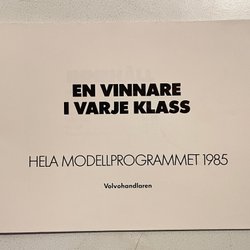 EN VINNARE
I VARJE KLASS
HELA MODELLPROGRAMMET 1985
Volvohandlaren